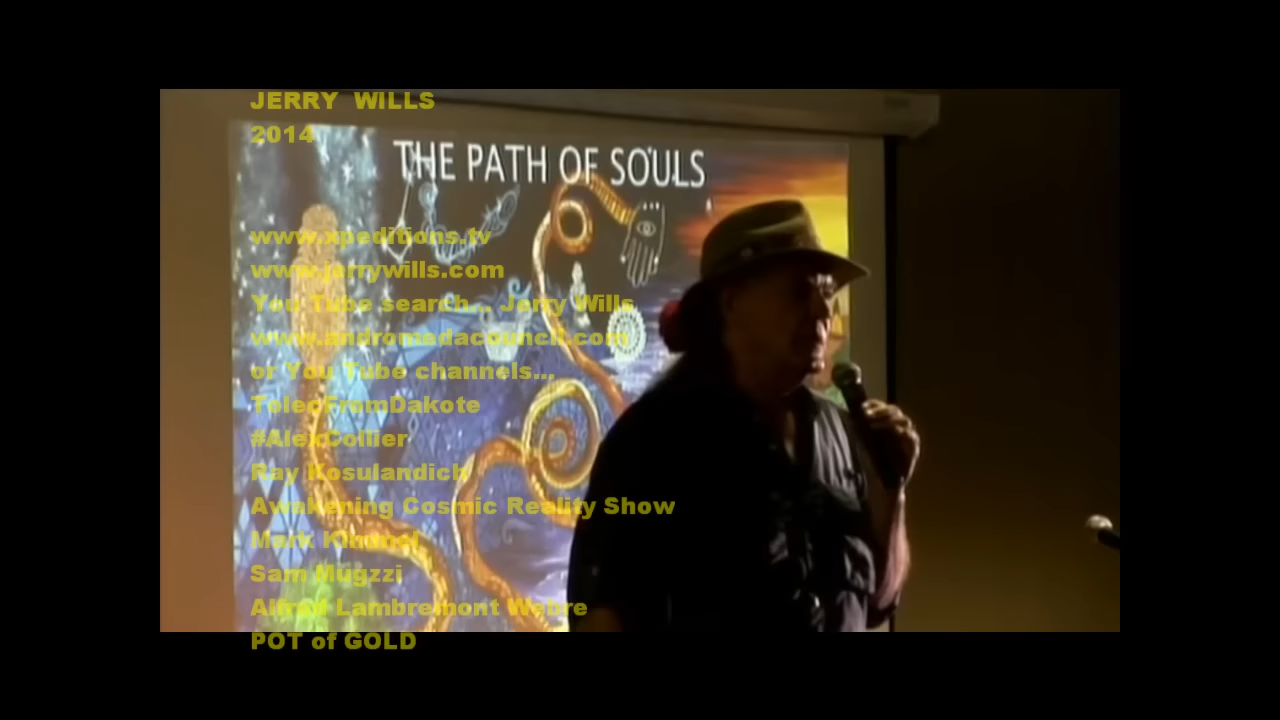 JERRY WILLS
2014
THE PATH OF SOULS
www.xpeditions.tv
www.jerrywills.com
You Tube search... Jerry Wills
www.andromedacouncil.com
or You Tube channels...
TolecFromDakote
#AlexCollier
Ray Kosulandich
Awakening Cosmic Reality Show
Mark Kimmel
Sam Mugzzi
Alfred Lambremont Webre
POT of GOLD